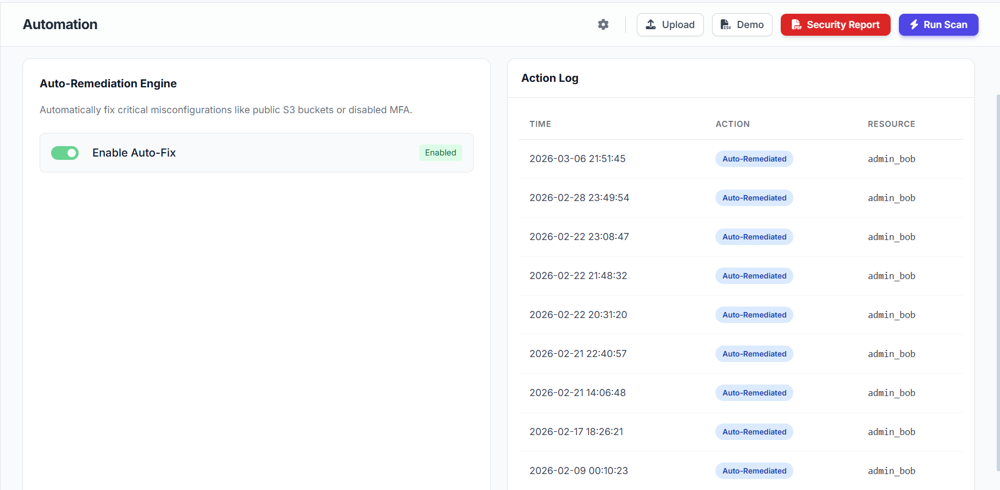 Automation
Upload
Demo
Security Report
Run Scan
Auto-Remediation Engine
Automatically fix critical misconfigurations like public S3 buckets or disabled MFA.
Enable Auto-Fix
Enabled
Action Log
TIME ACTION RESOURCE
2026-03-06 21:51:45 Auto-Remediated admin_bob
2026-02-28 23:49:54 Auto-Remediated admin_bob
2026-02-22 23:08:47 Auto-Remediated admin_bob
2026-02-22 21:48:32 Auto-Remediated admin_bob
2026-02-22 20:31:20 Auto-Remediated admin_bob
2026-02-21 22:40:57 Auto-Remediated admin_bob
2026-02-21 14:06:48 Auto-Remediated admin_bob
2026-02-17 18:26:21 Auto-Remediated admin_bob
2026-02-09 00:10:23 Auto-Remediated admin_bob